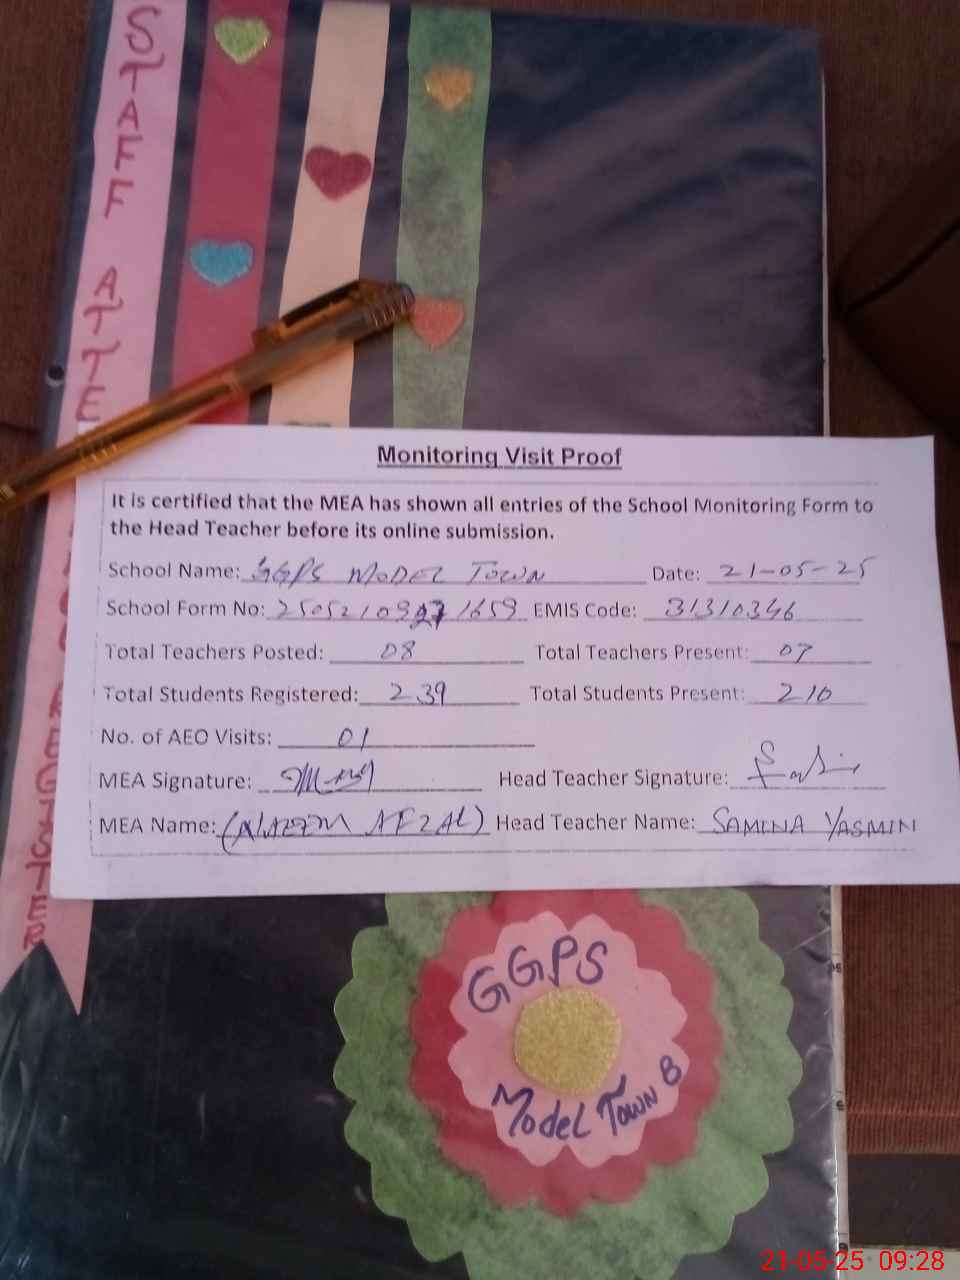 STAFF ATTE
REGISTER
Monitoring Visit Proof
It is certified that the MEA has shown all entries of the School Monitoring Form to
the Head Teacher before its online submission.
School Name: GGPS MODEL TOWN Date: 21-05-25
School Form No: EMIS Code: 31310346
Total Teachers Posted: 08 Total Teachers Present: 07
Total Students Registered: 239 Total Students Present: 210
No. of AEO Visits: 01
MEA Signature: Head Teacher Signature:
MEA Name: (NAEEM AFZAL) Head Teacher Name: SAMINA YASMIN
GGPS
Model Town B
21-05-25 09:28